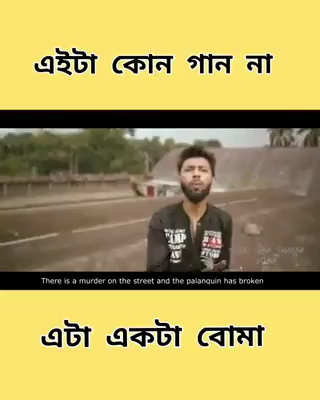 এইটা কোন গান না
There is a murder on the street and the palanquin has broken
এটা একটা বোমা